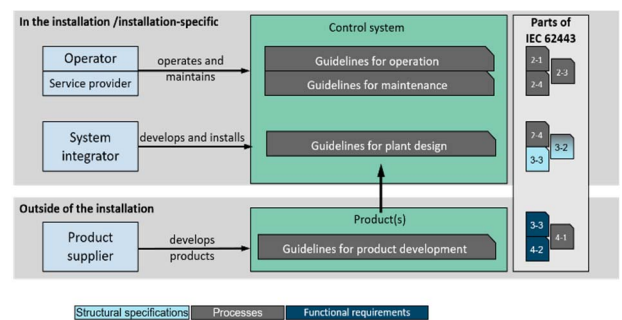 In the installation /installation-specific
Control system
Parts of
IEC 62443
Operator
Service provider
operates and
maintains
Guidelines for operation
Guidelines for maintenance
2-1
2-4
2-3
System
integrator
develops and installs
Guidelines for plant design
2-4
3-3
3-2
Outside of the installation
Product(s)
Product
supplier
develops
products
Guidelines for product development
3-3
4-2
4-1
Structural specifications
Processes
Functional requirements